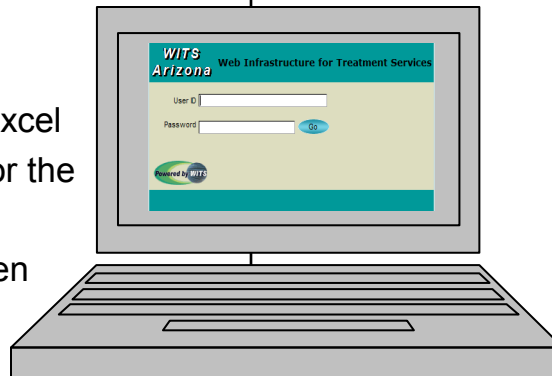 WITS
Arizona
Web Infrastructure for Treatment Services
User ID
Password
Go
Powered by WITS
xcel
or the
en